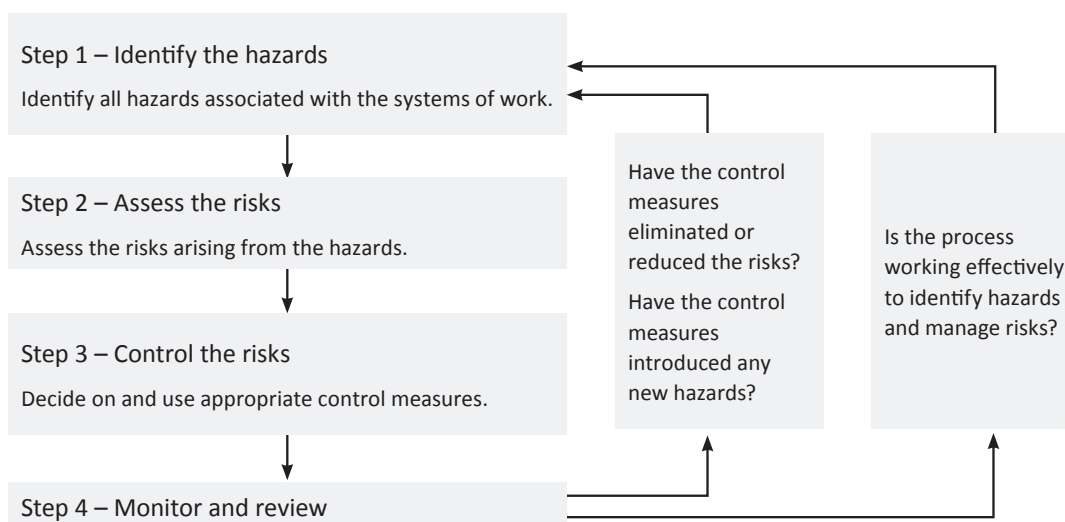 Step 1 – Identify the hazards
Identify all hazards associated with the systems of work.
Step 2 – Assess the risks
Assess the risks arising from the hazards.
Step 3 – Control the risks
Decide on and use appropriate control measures.
Step 4 – Monitor and review
Have the control
measures
eliminated or
reduced the risks?
Have the control
measures
introduced any
new hazards?
Is the process
working effectively
to identify hazards
and manage risks?